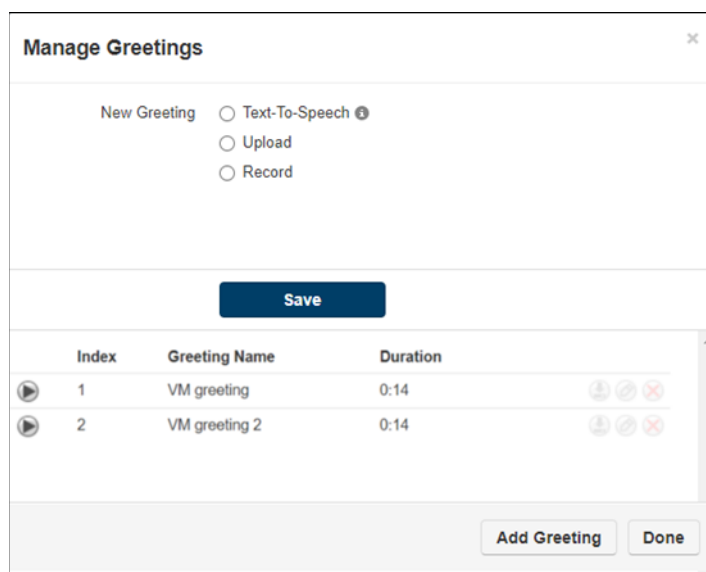 Manage Greetings ×
New Greeting Text-To-Speech
Upload
Record
Save
Index Greeting Name Duration
1 VM greeting 0:14
2 VM greeting 2 0:14
Add Greeting Done